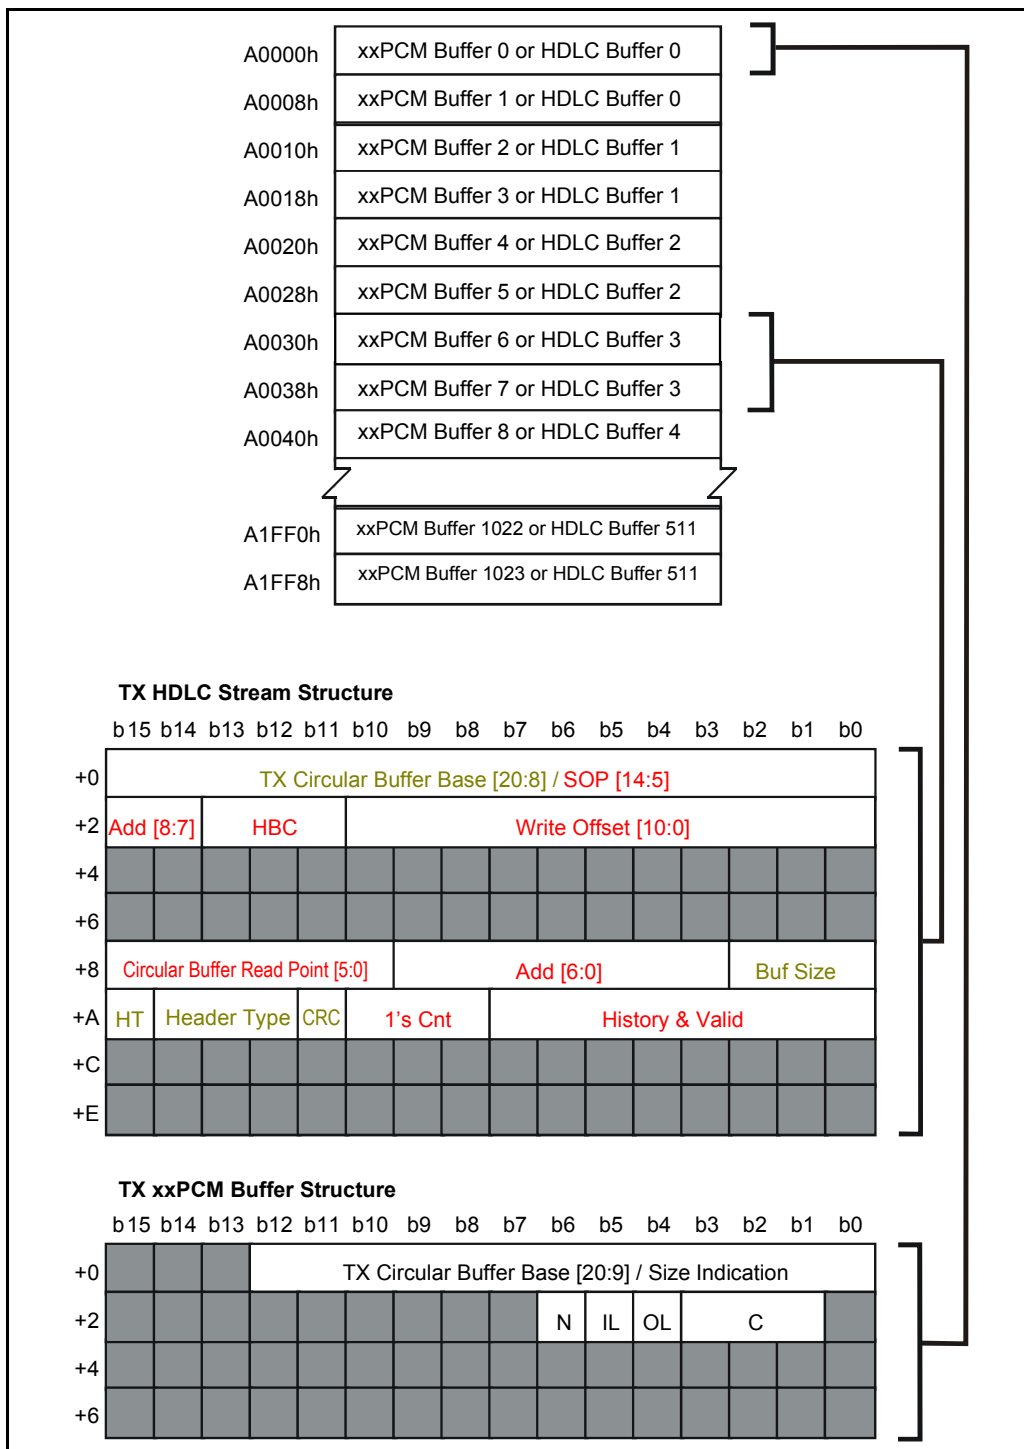 A0000h xxPCM Buffer 0 or HDLC Buffer 0
A0008h xxPCM Buffer 1 or HDLC Buffer 0
A0010h xxPCM Buffer 2 or HDLC Buffer 1
A0018h xxPCM Buffer 3 or HDLC Buffer 1
A0020h xxPCM Buffer 4 or HDLC Buffer 2
A0028h xxPCM Buffer 5 or HDLC Buffer 2
A0030h xxPCM Buffer 6 or HDLC Buffer 3
A0038h xxPCM Buffer 7 or HDLC Buffer 3
A0040h xxPCM Buffer 8 or HDLC Buffer 4
A1FF0h xxPCM Buffer 1022 or HDLC Buffer 511
A1FF8h xxPCM Buffer 1023 or HDLC Buffer 511
TX HDLC Stream Structure
b15 b14 b13 b12 b11 b10 b9 b8 b7 b6 b5 b4 b3 b2 b1 b0
+0 TX Circular Buffer Base [20:8] / SOP [14:5]
+2 Add [8:7] HBC Write Offset [10:0]
+4
+6
+8 Circular Buffer Read Point [5:0] Add [6:0] Buf Size
+A HT Header Type CRC 1's Cnt History & Valid
+C
+E
TX xxPCM Buffer Structure
b15 b14 b13 b12 b11 b10 b9 b8 b7 b6 b5 b4 b3 b2 b1 b0
+0 TX Circular Buffer Base [20:9] / Size Indication
+2 N IL OL C
+4
+6